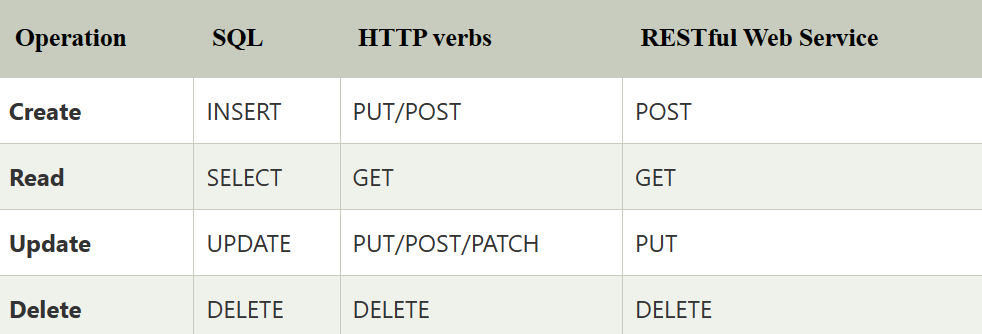 Operation SQL HTTP verbs RESTful Web Service
Create INSERT PUT/POST POST
Read SELECT GET GET
Update UPDATE PUT/POST/PATCH PUT
Delete DELETE DELETE DELETE